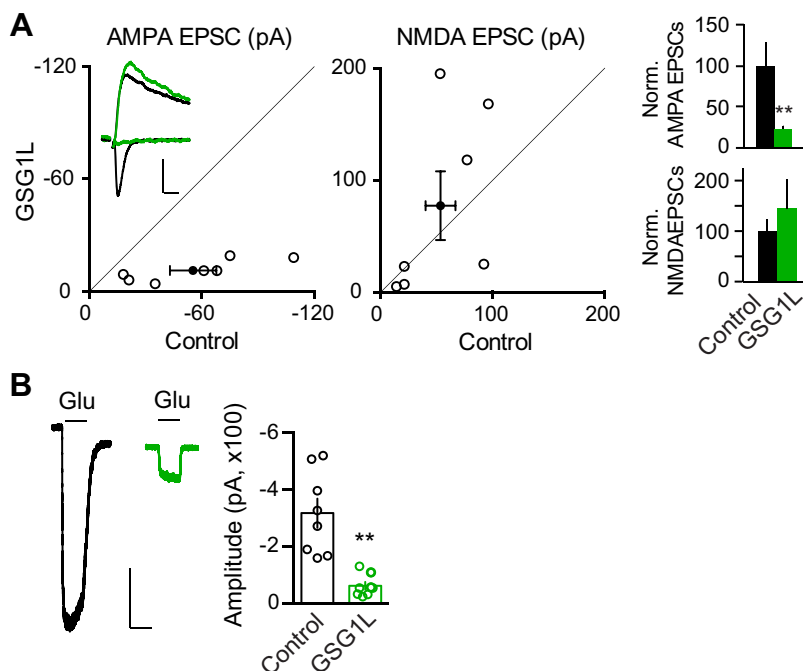 A
AMPA EPSC (pA)
GSG1L
-120
-60
0
0
-60
-120
Control
NMDA EPSC (pA)
200
100
0
0
100
200
Control
Norm.
AMPA EPSCs
150
100
50
0
**
Norm.
NMDAEPSCs
200
100
0
Control
GSG1L
B
Glu
Glu
Amplitude (pA, x100)
-6
-4
-2
0
**
Control
GSG1L